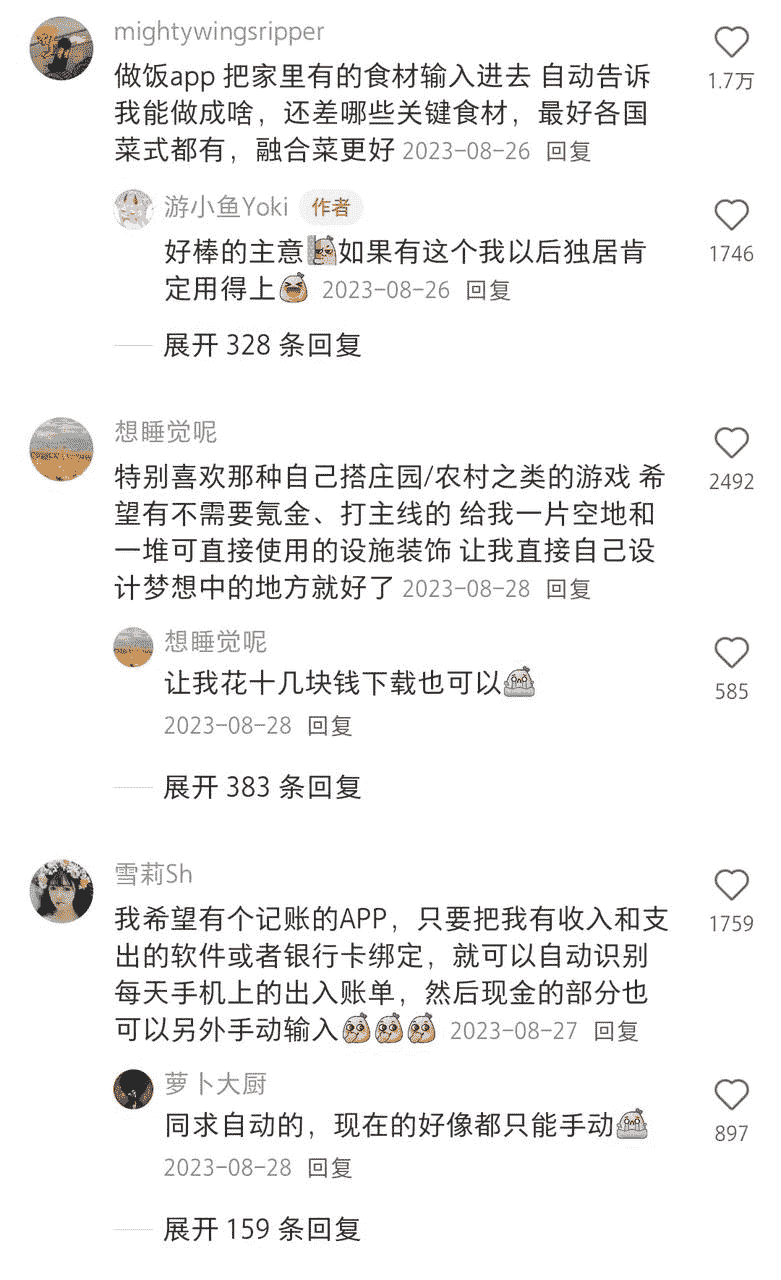 mightywingsripper
做饭app 把家里有的食材输入进去 自动告诉
我能做成啥，还差哪些关键食材，最好各国
菜式都有，融合菜更好 2023-08-26 回复
1.7万
游小鱼Yoki 作者
好棒的主意如果有这个我以后独居肯
定用得上 2023-08-26 回复
1746
展开 328 条回复
想睡觉呢
特别喜欢那种自己搭庄园/农村之类的游戏 希
望有不需要氪金、打主线的 给我一片空地和
一堆可直接使用的设施装饰 让我直接自己设
计梦想中的地方就好了 2023-08-28 回复
2492
想睡觉呢
让我花十几块钱下载也可以
2023-08-28 回复
585
展开 383 条回复
雪莉Sh
我希望有个记账的APP，只要把我有收入和支
出的软件或者银行卡绑定，就可以自动识别
每天手机上的出入账单，然后现金的部分也
可以另外手动输入 2023-08-27 回复
1759
萝卜大厨
同求自动的，现在的好像都只能手动
2023-08-28 回复
897
展开 159 条回复